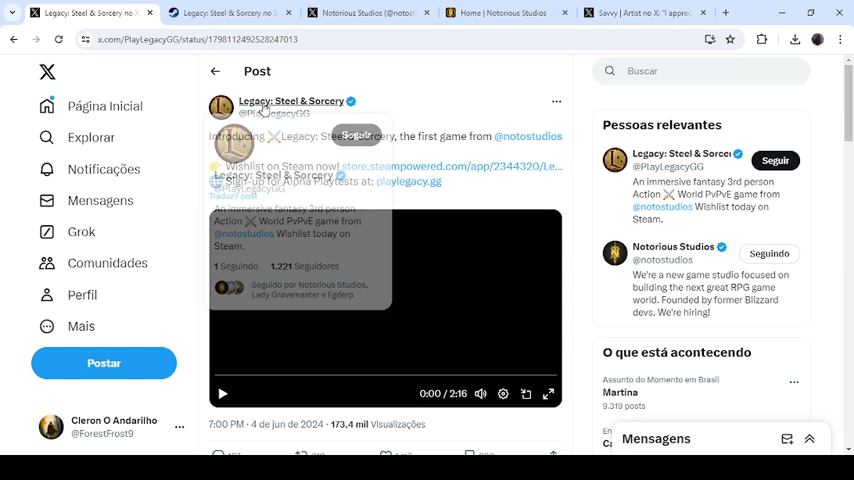 Legacy: Steel & Sorcery no X
Legacy: Steel & Sorcery no S
Notorious Studios (@notost
Home | Notorious Studios
Savvy | Artist no X: "I aprec
x.com/PlayLegacyGG/status/1798112492528247013
Página Inicial
Explorar
Notificações
Mensagens
Grok
Comunidades
Perfil
Mais
Postar
Cleron O Andarilho
@ForestFrost9
Post
Legacy: Steel & Sorcery
@PlayLegacyGG
Introducing ⚔️Legacy: Steel & Sorcery, the first game from @notostudios
👉 Wishlist on Steam now! store.steampowered.com/app/2344320/Le...
🌐 Sign-up for Alpha Playtests at: playlegacy.gg
Traduzir post
Seguir
Legacy: Steel & Sorcery
@PlayLegacyGG
An immersive fantasy 3rd person
Action ⚔️ World PvPvE game from
@notostudios Wishlist today on
Steam.
1 Seguindo 1.221 Seguidores
Seguido por Notorious Studios,
Lady Gravemaster e Egderp
0:00 / 2:16
7:00 PM · 4 de jun de 2024 · 173,4 mil Visualizações
Buscar
Pessoas relevantes
Legacy: Steel & Sorcer
@PlayLegacyGG
Seguir
An immersive fantasy 3rd person
Action ⚔️ World PvPvE game from
@notostudios Wishlist today on
Steam.
Notorious Studios
@notostudios
Seguindo
We're a new game studio focused on
building the next great RPG game
world. Founded by former Blizzard
devs. We're hiring!
O que está acontecendo
Assunto do Momento em Brasil
Martina
9.319 posts
Mensagens